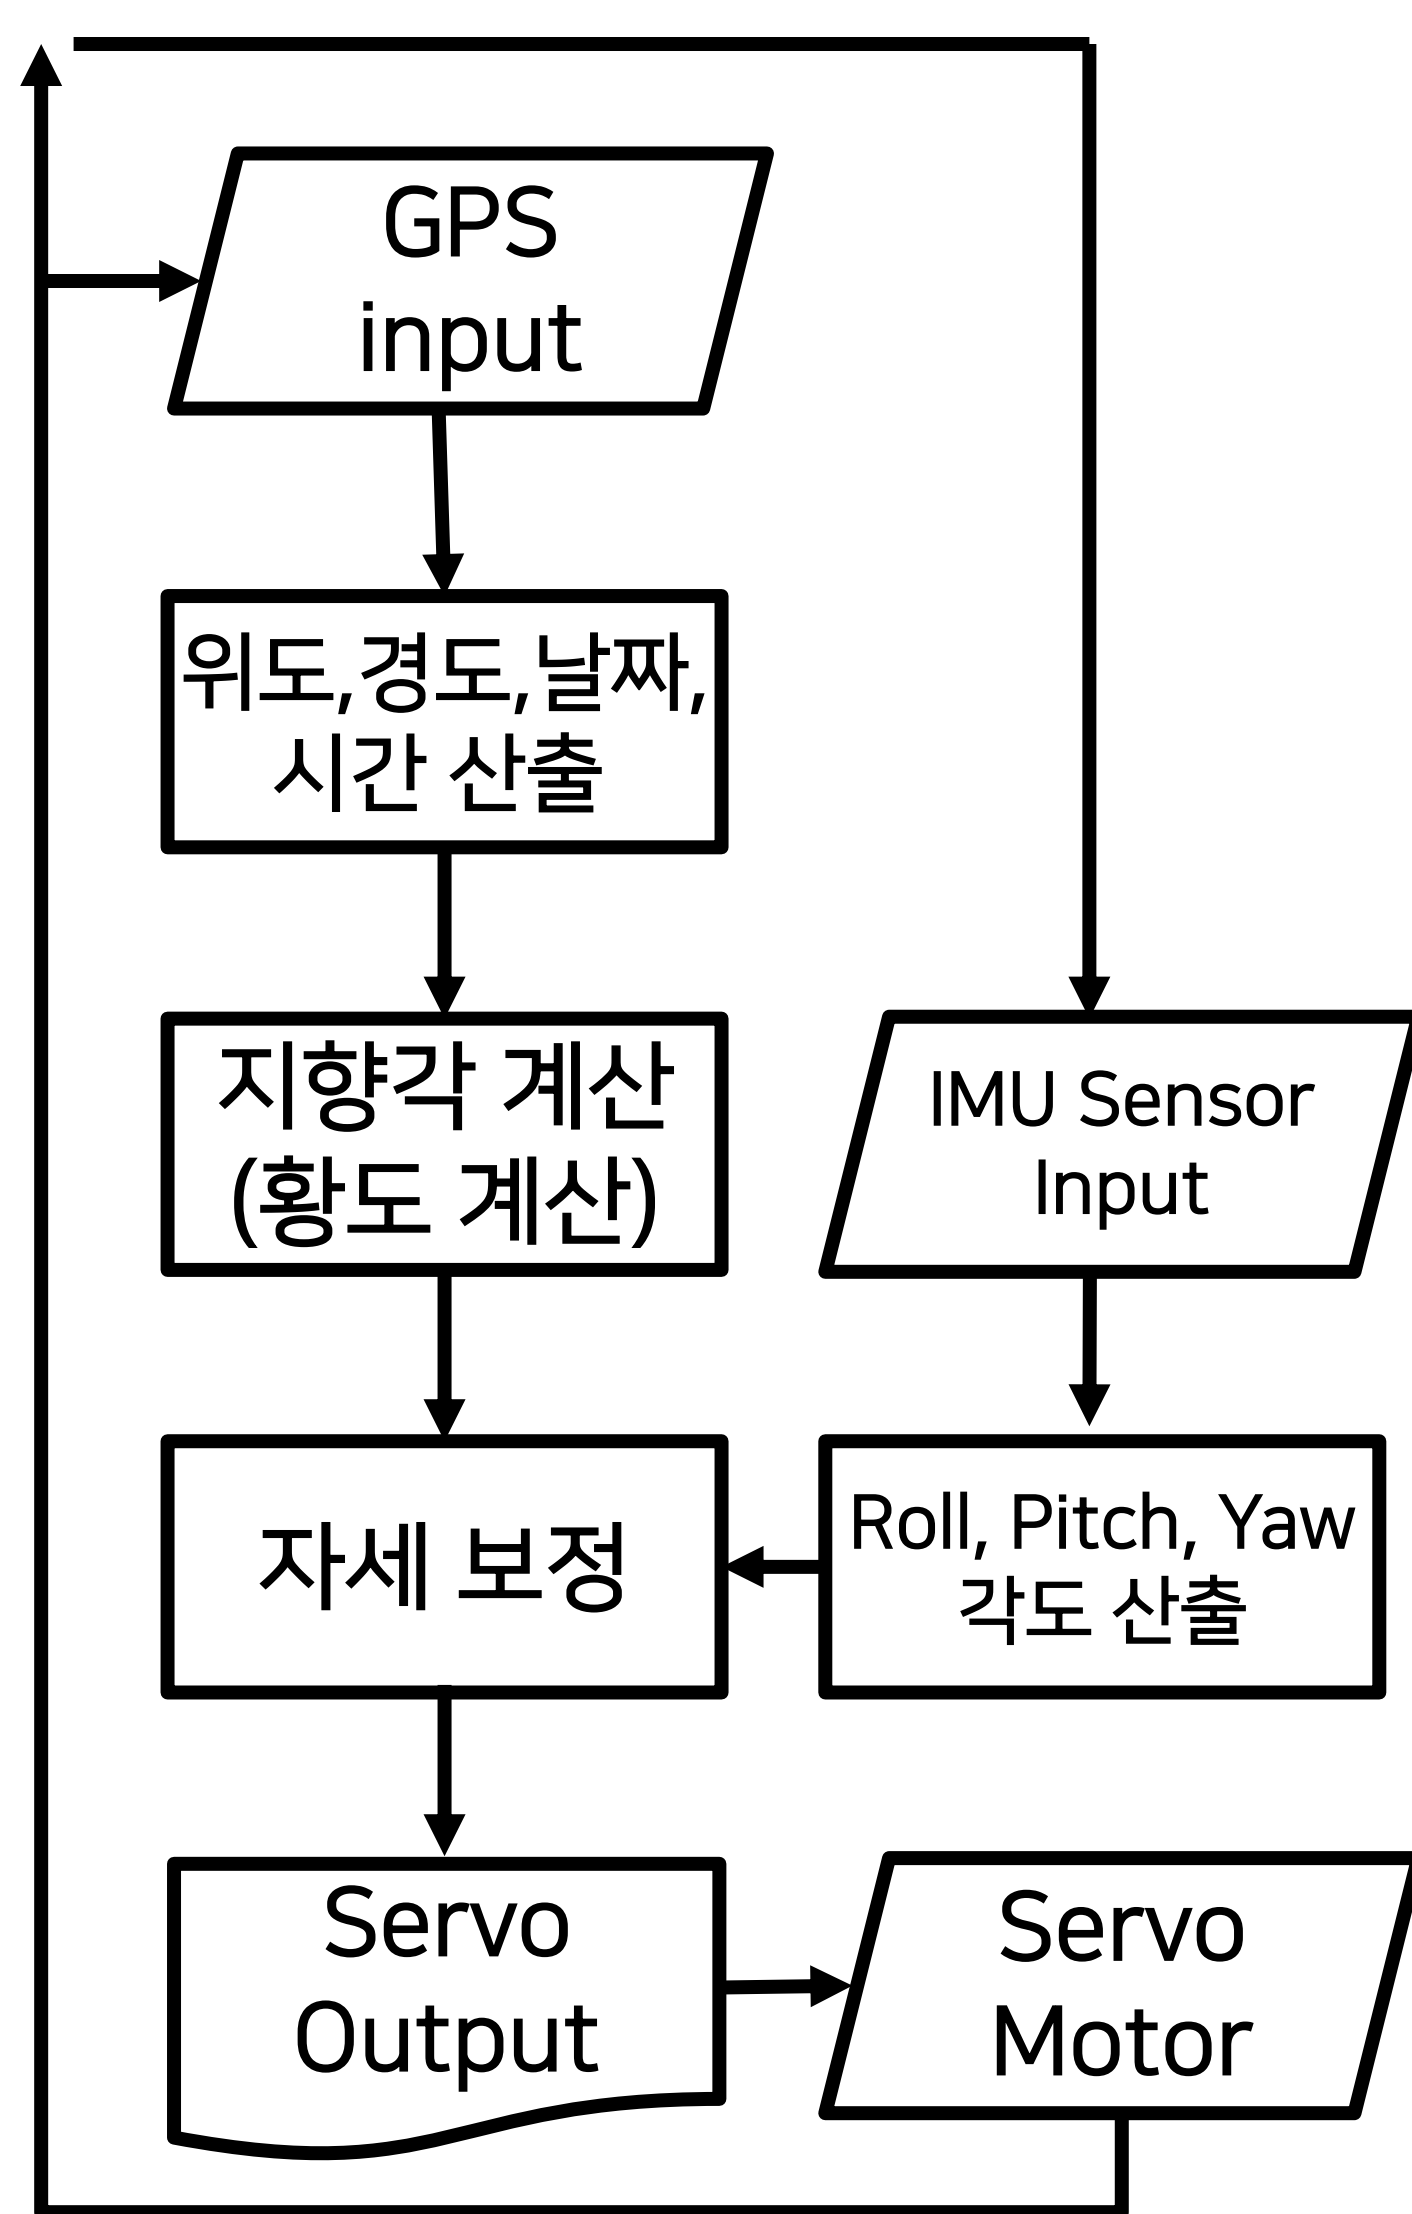 GPS
input
위도,경도,날짜,
시간 산출
지향각 계산
(황도 계산)
IMU Sensor
Input
자세 보정
Roll, Pitch, Yaw
각도 산출
Servo
Output
Servo
Motor